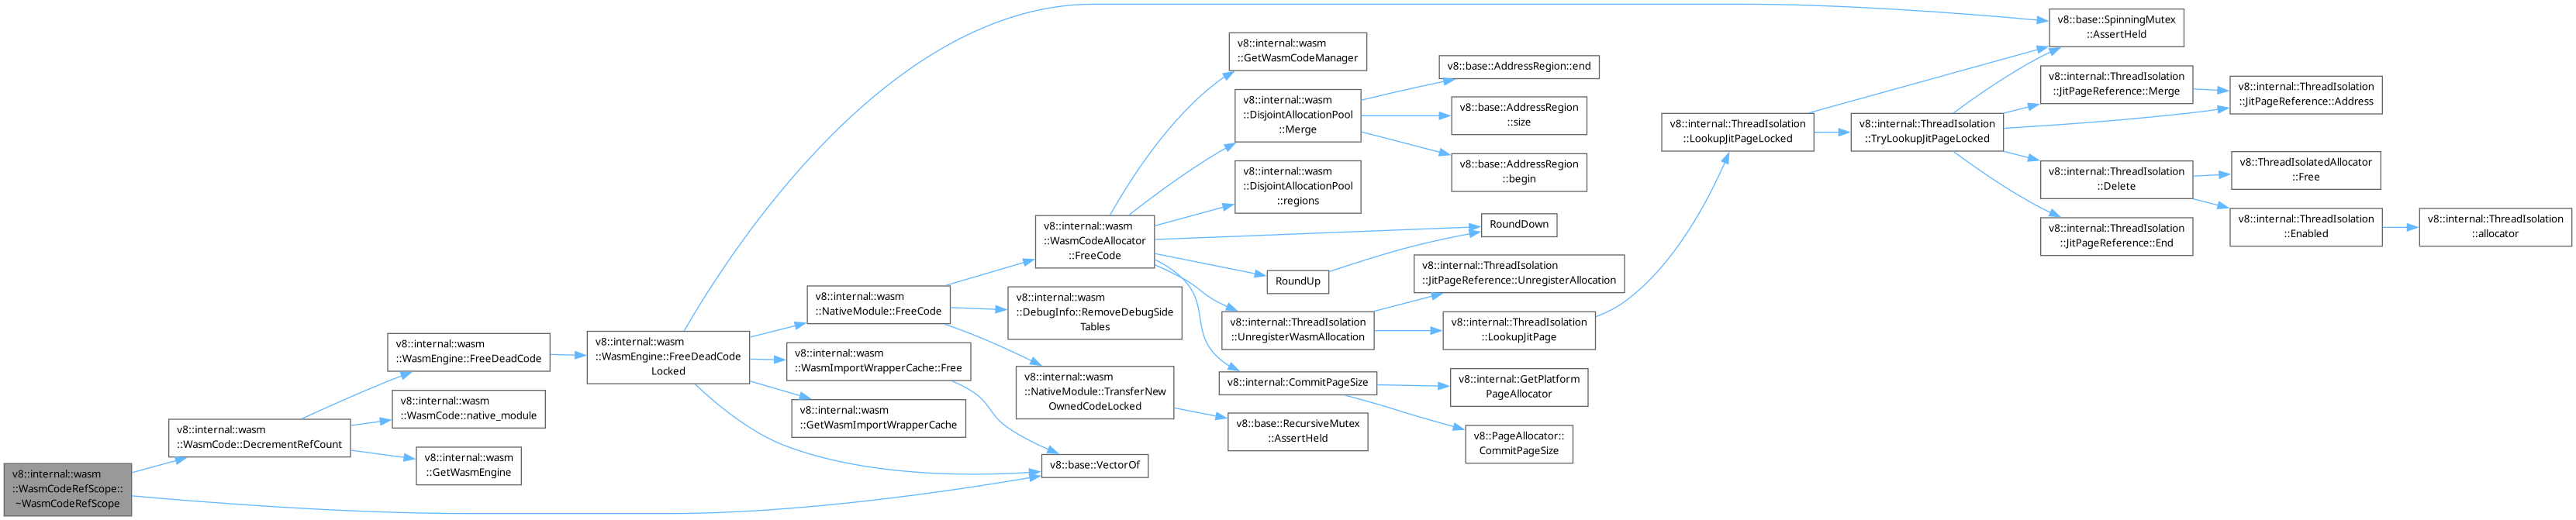 v8::internal::wasm
::WasmCodeRefScope::
~WasmCodeRefScope
v8::internal::wasm
::WasmCode::DecrementRefCount
v8::internal::wasm
::WasmEngine::FreeDeadCode
v8::internal::wasm
::WasmCode::native_module
v8::internal::wasm
::GetWasmEngine
v8::internal::wasm
::WasmEngine::FreeDeadCode
Locked
v8::internal::wasm
::NativeModule::FreeCode
v8::internal::wasm
::WasmImportWrapperCache::Free
v8::internal::wasm
::GetWasmImportWrapperCache
v8::internal::wasm
::WasmCodeAllocator
::FreeCode
v8::internal::wasm
::DebugInfo::RemoveDebugSide
Tables
v8::internal::wasm
::NativeModule::TransferNew
OwnedCodeLocked
v8::base::VectorOf
v8::internal::wasm
::GetWasmCodeManager
v8::internal::wasm
::DisjointAllocationPool
::Merge
v8::internal::wasm
::DisjointAllocationPool
::regions
RoundUp
v8::internal::ThreadIsolation
::UnregisterWasmAllocation
v8::internal::CommitPageSize
v8::base::RecursiveMutex
::AssertHeld
v8::base::AddressRegion::end
v8::base::AddressRegion
::size
v8::base::AddressRegion
::begin
RoundDown
v8::internal::ThreadIsolation
::JitPageReference::UnregisterAllocation
v8::internal::ThreadIsolation
::LookupJitPage
v8::internal::GetPlatform
PageAllocator
v8::PageAllocator::
CommitPageSize
v8::internal::ThreadIsolation
::LookupJitPageLocked
v8::internal::ThreadIsolation
::TryLookupJitPageLocked
v8::base::SpinningMutex
::AssertHeld
v8::internal::ThreadIsolation
::JitPageReference::Merge
v8::internal::ThreadIsolation
::Delete
v8::internal::ThreadIsolation
::JitPageReference::End
v8::internal::ThreadIsolation
::JitPageReference::Address
v8::ThreadIsolatedAllocator
::Free
v8::internal::ThreadIsolation
::Enabled
v8::internal::ThreadIsolation
::allocator